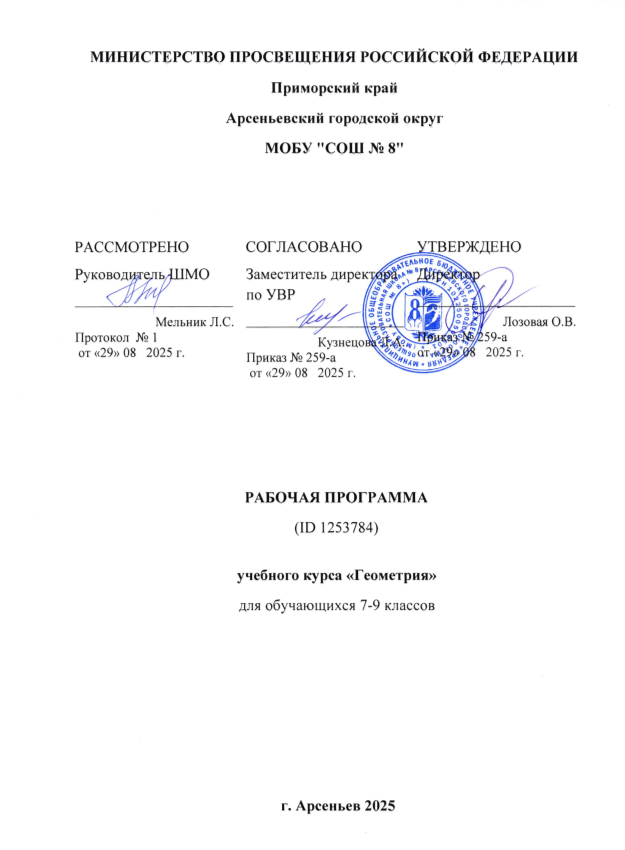 МИНИСТЕРСТВО ПРОСВЕЩЕНИЯ РОССИЙСКОЙ ФЕДЕРАЦИИ
Приморский край
Арсеньевский городской округ
МОБУ "СОШ № 8"
РАССМОТРЕНО
Руководитель ШМО
Мельник Л.С.
Протокол № 1
от «29» 08 2025 г.
СОГЛАСОВАНО
Заместитель директора
по УВР
Кузнецова
Приказ № 259-а
от «29» 08 2025 г.
УТВЕРЖДЕНО
Директор
Лозовая О.В.
Приказ № 259-а
от «29» 08 2025 г.
8
РАБОЧАЯ ПРОГРАММА
(ID 1253784)
учебного курса «Геометрия»
для обучающихся 7-9 классов
г. Арсеньев 2025